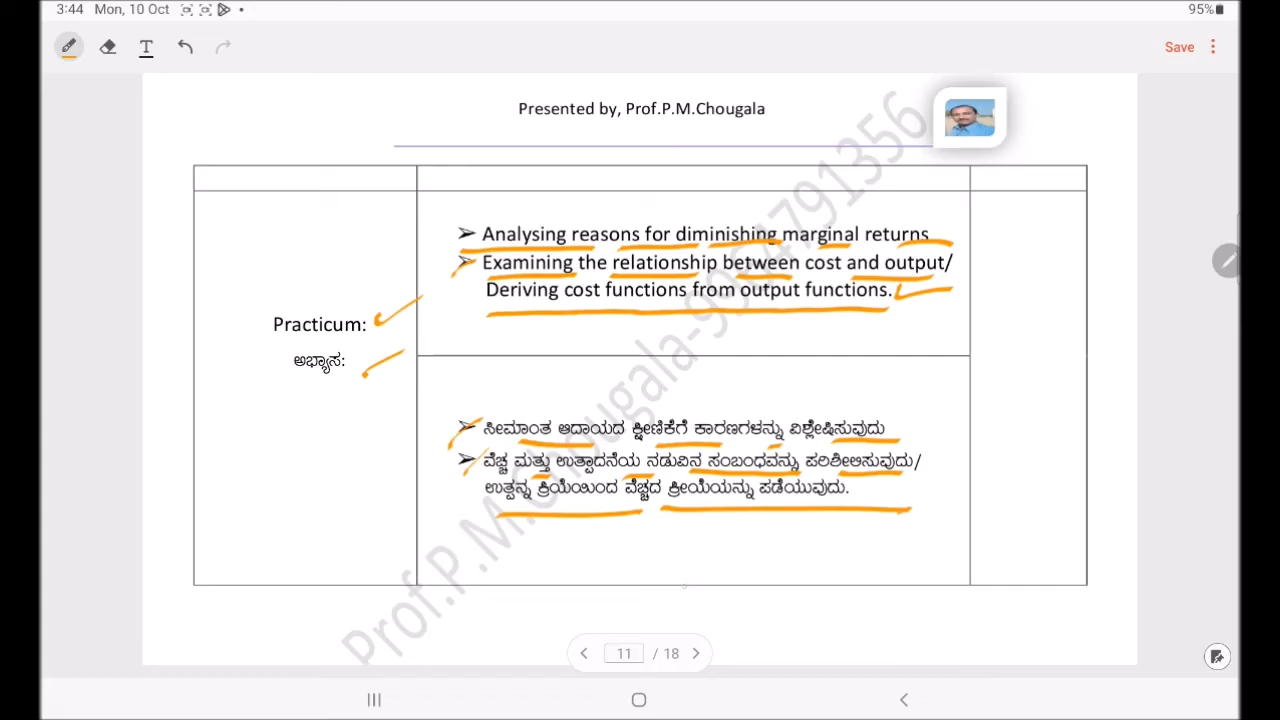 3:44 Mon, 10 Oct
95%
Save
Presented by, Prof.P.M.Chougala
➢ Analysing reasons for diminishing marginal returns
➢ Examining the relationship between cost and output/
Deriving cost functions from output functions.
Practicum:
ಅಭ್ಯಾಸ:
➢ ಸೀಮಾಂತ ಆದಾಯದ ಕ್ಷೀಣಿಕೆಗೆ ಕಾರಣಗಳನ್ನು ವಿಶ್ಲೇಷಿಸುವುದು
➢ ವೆಚ್ಚ ಮತ್ತು ಉತ್ಪಾದನೆಯ ನಡುವಿನ ಸಂಬಂಧವನ್ನು ಪರಿಶೀಲಿಸುವುದು/
ಉತ್ಪನ್ನ ಕ್ರಿಯೆಯಿಂದ ವೆಚ್ಚದ ಕ್ರೀಯೆಯನ್ನು ಪಡೆಯುವುದು.
Prof.P.M.Chougala-9964791356
11 / 18